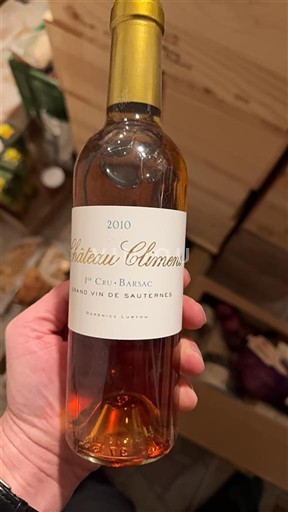 2010
Château Climens
1er Cru • Barsac
Grand Vin de Sauternes
Bérénice Lurton